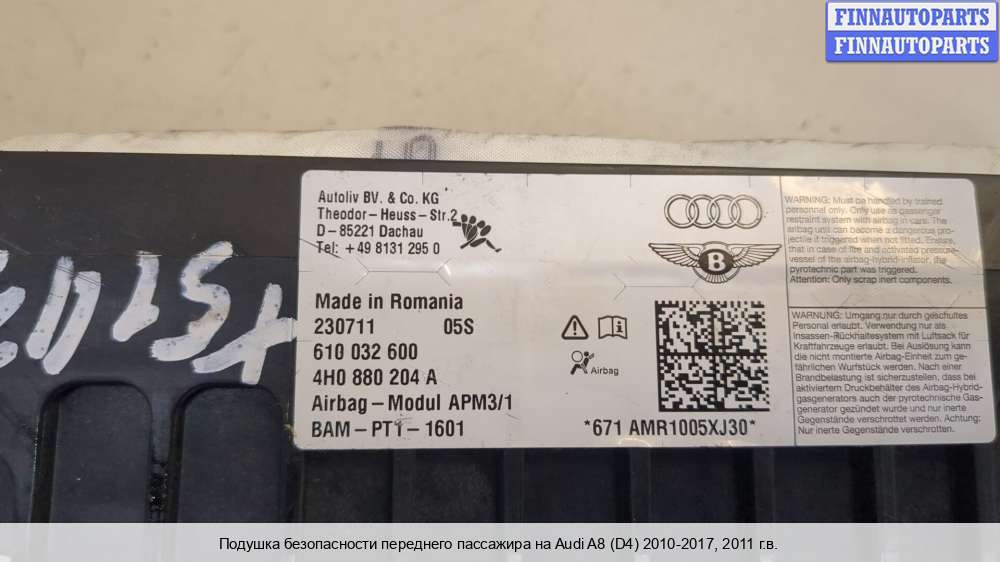 FINNAUTOPARTS
FINNAUTOPARTS
Autoliv BV. & Co. KG
Theodor-Heuss-Str.2
D-85221 Dachau
Tel: +49 8131 295 0
Made in Romania
230711 05S
610 032 600
4H0 880 204 A
Airbag-Modul APM3/1
BAM-PT1-1601
B
Airbag
*671 AMR1005XJ30*
WARNING: Must be handled by trained
personnel only. Only use as passenger
restraint system with airbag in cars. The
airbag unit can become a dangerous pro-
jectile if triggered when not fitted. Ensure,
that in case of fire and activated pressure
vessel of the airbag-hybrid-inflator, the
pyrotechnic part was triggered.
Attention: Only scrap inert components.
WARNUNG: Umgang nur durch geschultes
Personal erlaubt. Verwendung nur als
Insassen-Rückhaltesystem mit Luftsack für
Kraftfahrzeuge erlaubt. Bei Auslösung kann
die nicht montierte Airbag-Einheit zum ge-
fährlichen Wurfstück werden. Nach einer
Brandbelastung ist sicherzustellen, dass bei
aktiviertem Druckbehälter des Airbag-Hybrid-
gasgenerators auch der pyrotechnische Gas-
generator gezündet wurde und nur inerte
Gegenstände verschrottet werden. Achtung:
Nur inerte Gegenstände verschrotten.
Подушка безопасности переднего пассажира на Audi A8 (D4) 2010-2017, 2011 г.в.